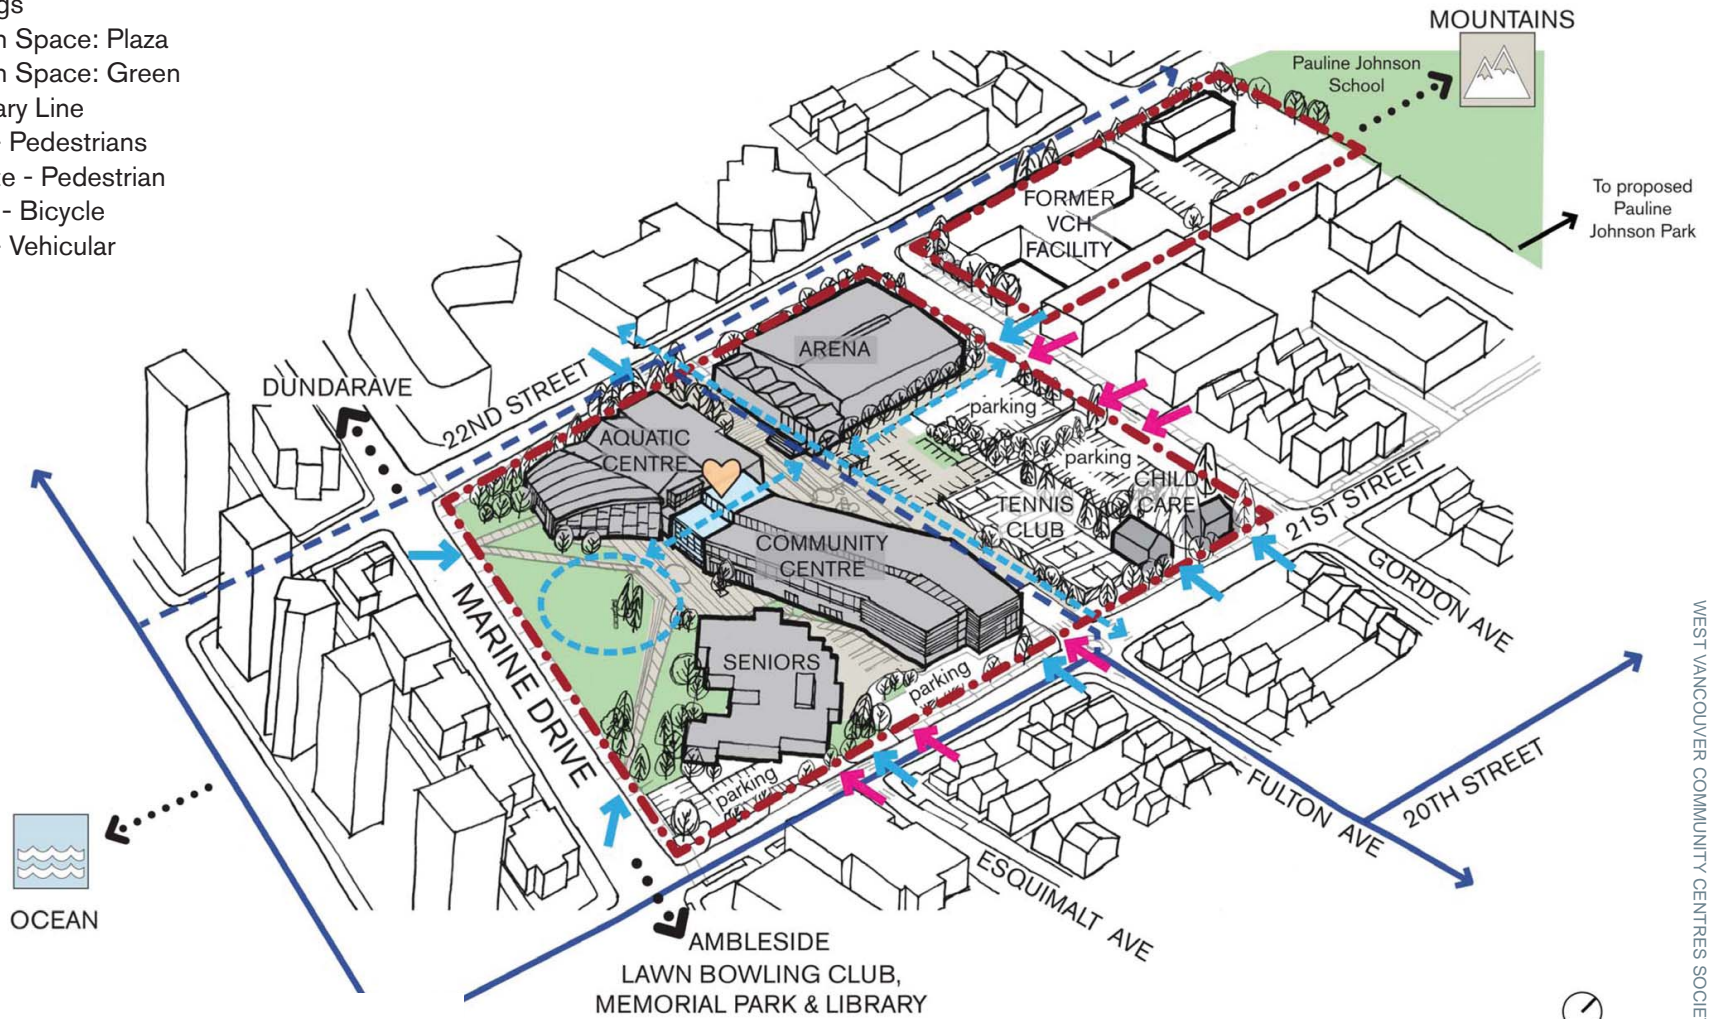 gs
n Space: Plaza
n Space: Green
ary Line
- Pedestrians
te - Pedestrian
- Bicycle
- Vehicular
MOUNTAINS
Pauline Johnson
School
To proposed
Pauline
Johnson Park
FORMER
VCH
FACILITY
ARENA
DUNDARAVE
22ND STREET
parking
AQUATIC
CENTRE
parking
CHILD
CARE
TENNIS
CLUB
21ST STREET
COMMUNITY
CENTRE
GORDON AVE
MARINE DRIVE
SENIORS
parking
parking
FULTON AVE
20TH STREET
ESQUIMALT AVE
OCEAN
AMBLESIDE
LAWN BOWLING CLUB,
MEMORIAL PARK & LIBRARY
WEST VANCOUVER COMMUNITY CENTRES SOCIE